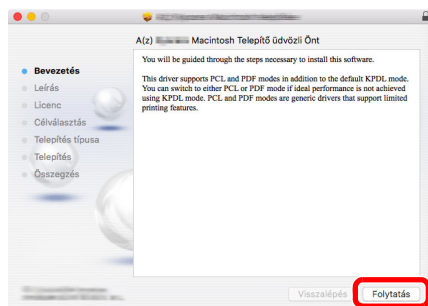 A(z) Macintosh Telepítő üdvözli Önt
Bevezetés
Leírás
Licenc
Célválasztás
Telepítés típusa
Telepítés
Összegzés
You will be guided through the steps necessary to install this software.
This driver supports PCL and PDF modes in addition to the default KPDL mode.
You can switch to either PCL or PDF mode if ideal performance is not achieved
using KPDL mode. PCL and PDF modes are generic drivers that support limited
printing features.
Visszalépés
Folytatás